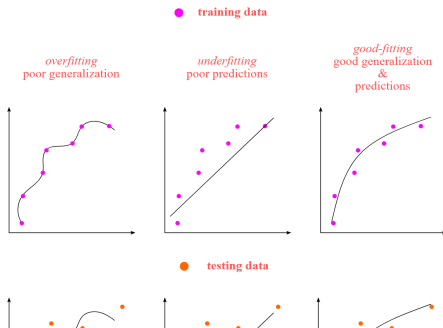 training data
overfitting
poor generalization
underfitting
poor predictions
good-fitting
good generalization
&
predictions
testing data